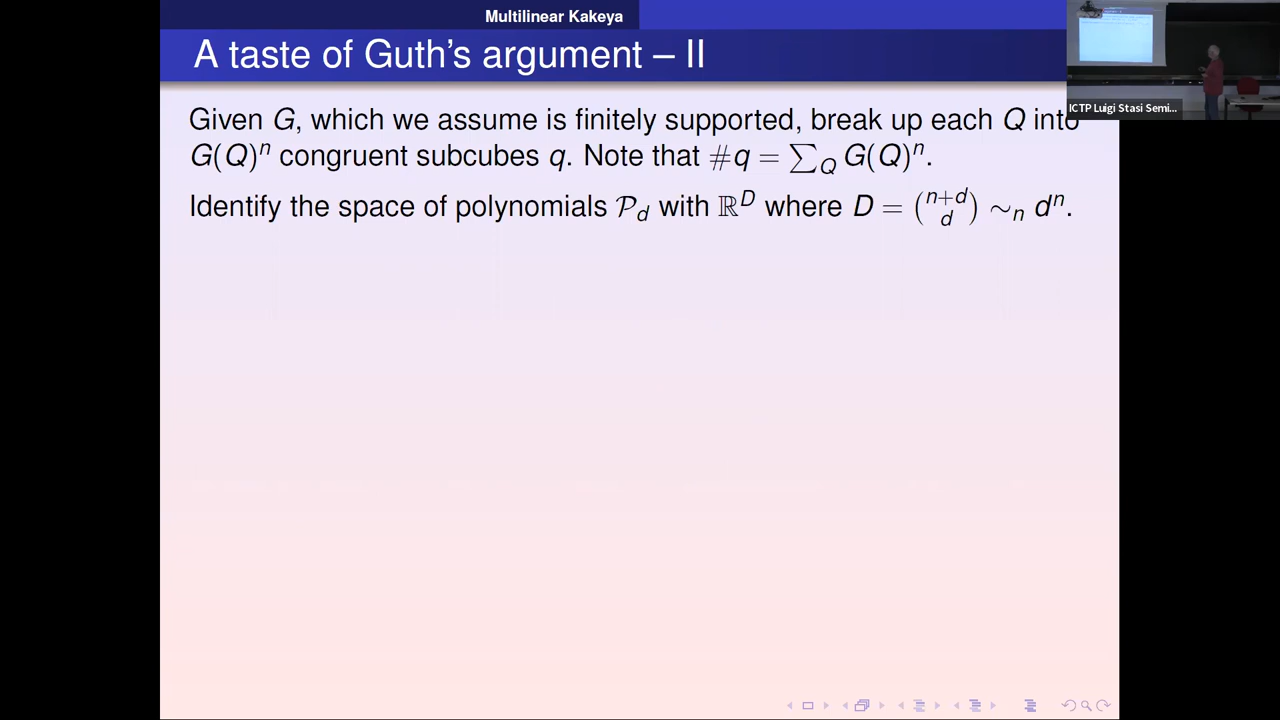 Multilinear Kakeya
A taste of Guth's argument – II
ICTP Luigi Stasi Semi...
Given G, which we assume is finitely supported, break up each Q into
G(Q)^n congruent subcubes q. Note that #q = ∑_Q G(Q)^n.
Identify the space of polynomials 𝒫_d with ℝ^D where D = \binom{n+d}{d} ∼_n d^n.